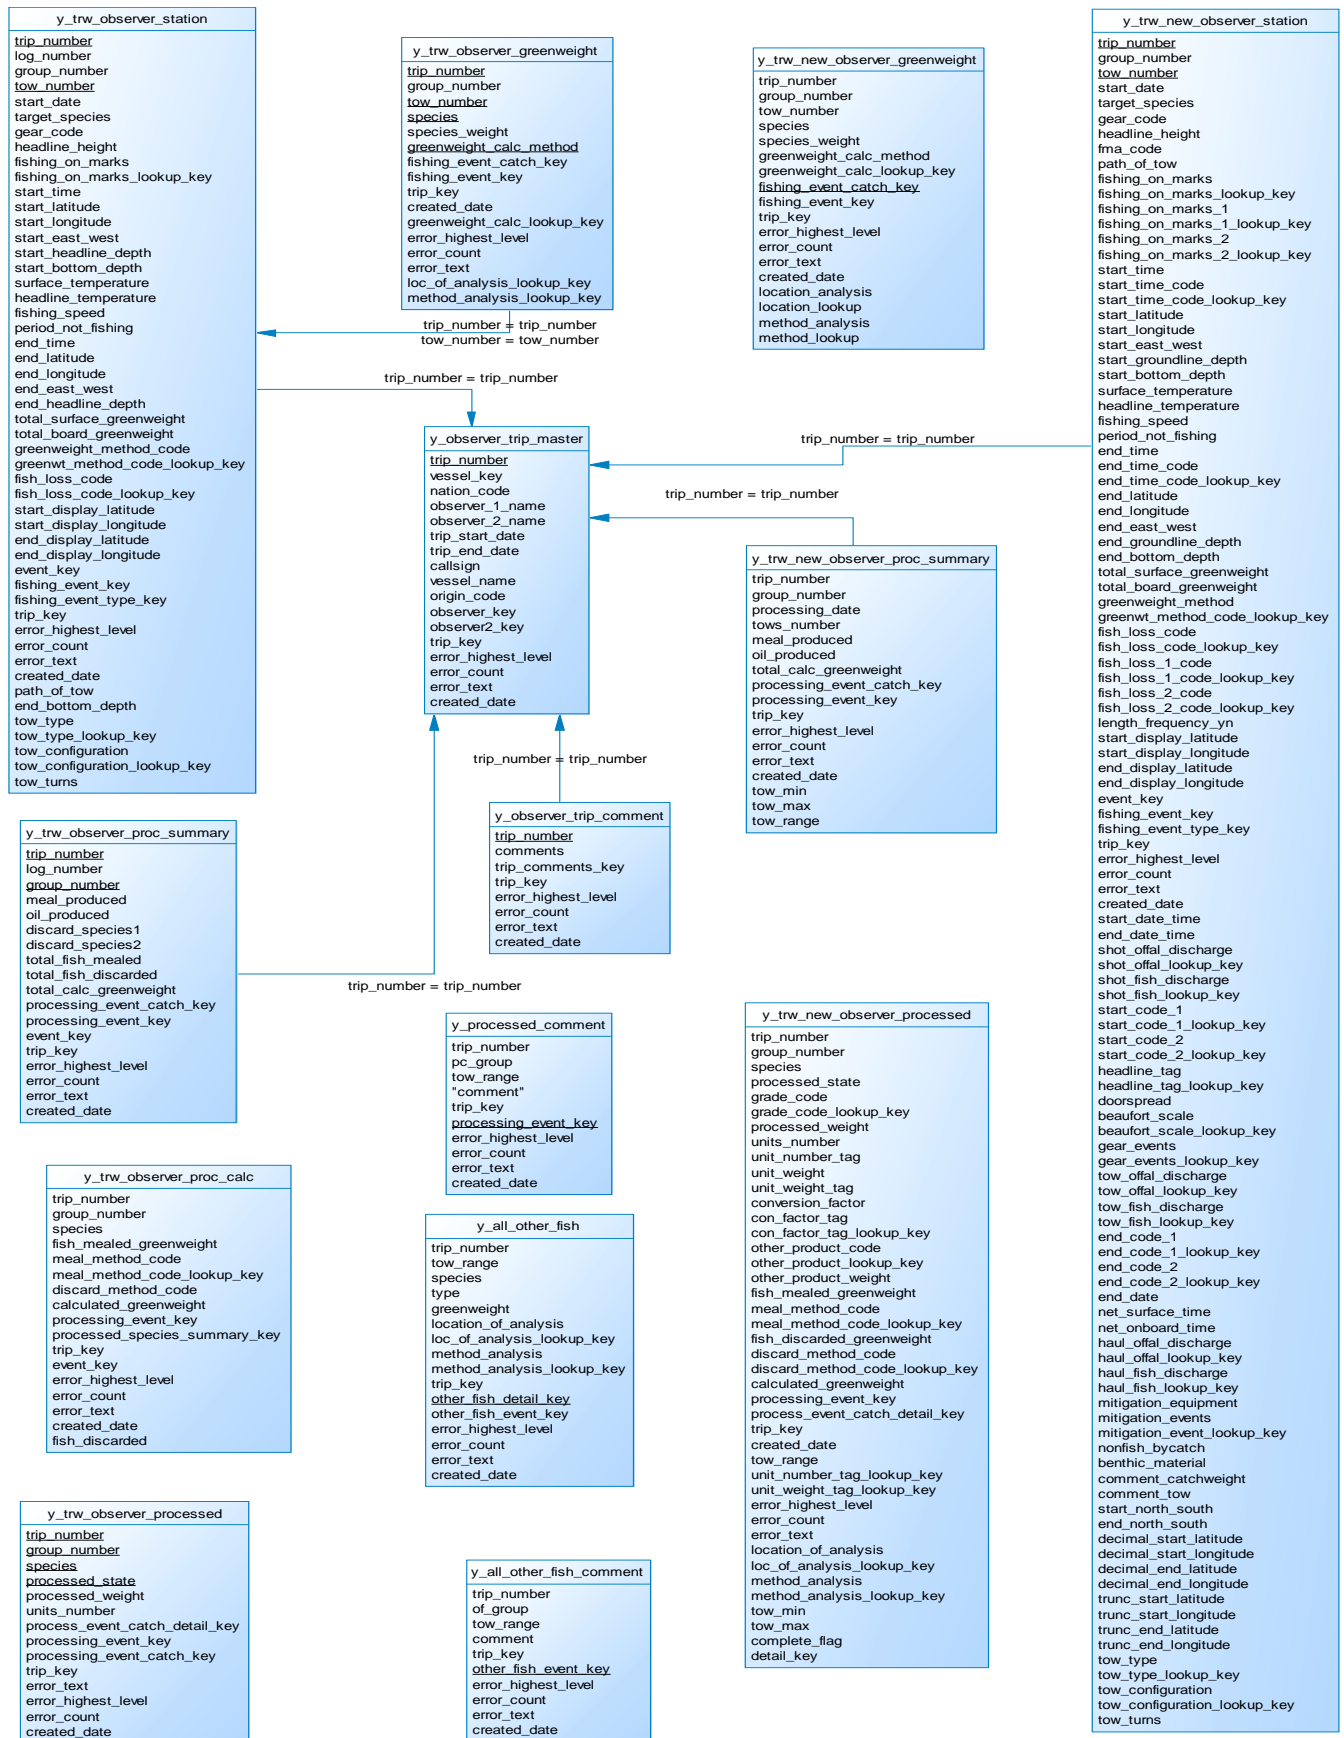 y_trw_observer_station
trip_number
log_number
group_number
tow_number
start_date
target_species
gear_code
headline_height
fishing_on_marks
fishing_on_marks_lookup_key
start_time
start_latitude
start_longitude
start_east_west
start_headline_depth
start_bottom_depth
surface_temperature
headline_temperature
fishing_speed
period_not_fishing
end_time
end_latitude
end_longitude
end_east_west
end_headline_depth
total_surface_greenweight
total_board_greenweight
greenweight_method_code
greenwt_method_code_lookup_key
fish_loss_code
fish_loss_code_lookup_key
start_display_latitude
start_display_longitude
end_display_latitude
end_display_longitude
event_key
fishing_event_key
fishing_event_type_key
trip_key
error_highest_level
error_count
error_text
created_date
path_of_tow
end_bottom_depth
tow_type
tow_type_lookup_key
tow_configuration
tow_configuration_lookup_key
tow_turns
y_trw_observer_greenweight
trip_number
group_number
tow_number
species
species_weight
greenweight_calc_method
fishing_event_catch_key
fishing_event_key
trip_key
created_date
greenweight_calc_lookup_key
error_highest_level
error_count
error_text
loc_of_analysis_lookup_key
method_analysis_lookup_key
trip_number = trip_number
tow_number = tow_number
trip_number = trip_number
y_trw_new_observer_greenweight
trip_number
group_number
tow_number
species
species_weight
greenweight_calc_method
greenweight_calc_lookup_key
fishing_event_catch_key
fishing_event_key
trip_key
error_highest_level
error_count
error_text
created_date
location_analysis
location_lookup
method_analysis
method_lookup
y_observer_trip_master
trip_number
vessel_key
nation_code
observer_1_name
observer_2_name
trip_start_date
trip_end_date
callsign
vessel_name
origin_code
observer_key
observer2_key
trip_key
error_highest_level
error_count
error_text
created_date
trip_number = trip_number
trip_number = trip_number
trip_number = trip_number
y_trw_new_observer_proc_summary
trip_number
group_number
processing_date
tows_number
meal_produced
oil_produced
total_calc_greenweight
processing_event_catch_key
processing_event_key
trip_key
error_highest_level
error_count
error_text
created_date
tow_min
tow_max
tow_range
y_observer_trip_comment
trip_number
comments
trip_comments_key
trip_key
error_highest_level
error_count
error_text
created_date
y_trw_observer_proc_summary
trip_number
log_number
group_number
meal_produced
oil_produced
discard_species1
discard_species2
total_fish_mealed
total_fish_discarded
total_calc_greenweight
processing_event_catch_key
processing_event_key
event_key
trip_key
error_highest_level
error_count
error_text
created_date
trip_number = trip_number
y_processed_comment
trip_number
pc_group
tow_range
"comment"
trip_key
processing_event_key
error_highest_level
error_count
error_text
created_date
y_trw_observer_proc_calc
trip_number
group_number
species
fish_mealed_greenweight
meal_method_code
meal_method_code_lookup_key
discard_method_code
calculated_greenweight
processing_event_key
processed_species_summary_key
trip_key
event_key
error_highest_level
error_count
error_text
created_date
fish_discarded
y_all_other_fish
trip_number
tow_range
species
type
greenweight
location_of_analysis
loc_of_analysis_lookup_key
method_analysis
method_analysis_lookup_key
trip_key
other_fish_detail_key
other_fish_event_key
error_highest_level
error_count
error_text
created_date
y_trw_observer_processed
trip_number
group_number
species
processed_state
processed_weight
units_number
process_event_catch_detail_key
processing_event_key
processing_event_catch_key
trip_key
error_text
error_highest_level
error_count
created_date
y_all_other_fish_comment
trip_number
of_group
tow_range
comment
trip_key
other_fish_event_key
error_highest_level
error_count
error_text
created_date
y_trw_new_observer_processed
trip_number
group_number
species
processed_state
grade_code
grade_code_lookup_key
processed_weight
units_number
unit_number_tag
unit_weight
unit_weight_tag
conversion_factor
con_factor_tag
con_factor_tag_lookup_key
other_product_code
other_product_lookup_key
other_product_weight
fish_mealed_greenweight
meal_method_code
meal_method_code_lookup_key
fish_discarded_greenweight
discard_method_code
discard_method_code_lookup_key
calculated_greenweight
processing_event_key
process_event_catch_detail_key
trip_key
created_date
tow_range
unit_number_tag_lookup_key
unit_weight_tag_lookup_key
error_highest_level
error_count
error_text
location_of_analysis
loc_of_analysis_lookup_key
method_analysis
method_analysis_lookup_key
tow_min
tow_max
complete_flag
detail_key
y_trw_new_observer_station
trip_number
group_number
tow_number
start_date
target_species
gear_code
headline_height
fma_code
path_of_tow
fishing_on_marks
fishing_on_marks_lookup_key
fishing_on_marks_1
fishing_on_marks_1_lookup_key
fishing_on_marks_2
fishing_on_marks_2_lookup_key
start_time
start_time_code
start_time_code_lookup_key
start_latitude
start_longitude
start_east_west
start_groundline_depth
start_bottom_depth
surface_temperature
headline_temperature
fishing_speed
period_not_fishing
end_time
end_time_code
end_time_code_lookup_key
end_latitude
end_longitude
end_east_west
end_groundline_depth
end_bottom_depth
total_surface_greenweight
total_board_greenweight
greenweight_method
greenwt_method_code_lookup_key
fish_loss_code
fish_loss_code_lookup_key
fish_loss_1_code
fish_loss_1_code_lookup_key
fish_loss_2_code
fish_loss_2_code_lookup_key
length_frequency_yn
start_display_latitude
start_display_longitude
end_display_latitude
end_display_longitude
event_key
fishing_event_key
fishing_event_type_key
trip_key
error_highest_level
error_count
error_text
created_date
start_date_time
end_date_time
shot_offal_discharge
shot_offal_lookup_key
shot_fish_discharge
shot_fish_lookup_key
start_code_1
start_code_1_lookup_key
start_code_2
start_code_2_lookup_key
headline_tag
headline_tag_lookup_key
doorspread
beaufort_scale
beaufort_scale_lookup_key
gear_events
gear_events_lookup_key
tow_offal_discharge
tow_offal_lookup_key
tow_fish_discharge
tow_fish_lookup_key
end_code_1
end_code_1_lookup_key
end_code_2
end_code_2_lookup_key
end_date
net_surface_time
net_onboard_time
haul_offal_discharge
haul_offal_lookup_key
haul_fish_discharge
haul_fish_lookup_key
mitigation_equipment
mitigation_events
mitigation_event_lookup_key
nonfish_bycatch
benthic_material
comment_catchweight
comment_tow
start_north_south
end_north_south
decimal_start_latitude
decimal_start_longitude
decimal_end_latitude
decimal_end_longitude
trunc_start_latitude
trunc_start_longitude
trunc_end_latitude
trunc_end_longitude
tow_type
tow_type_lookup_key
tow_configuration
tow_configuration_lookup_key
tow_turns